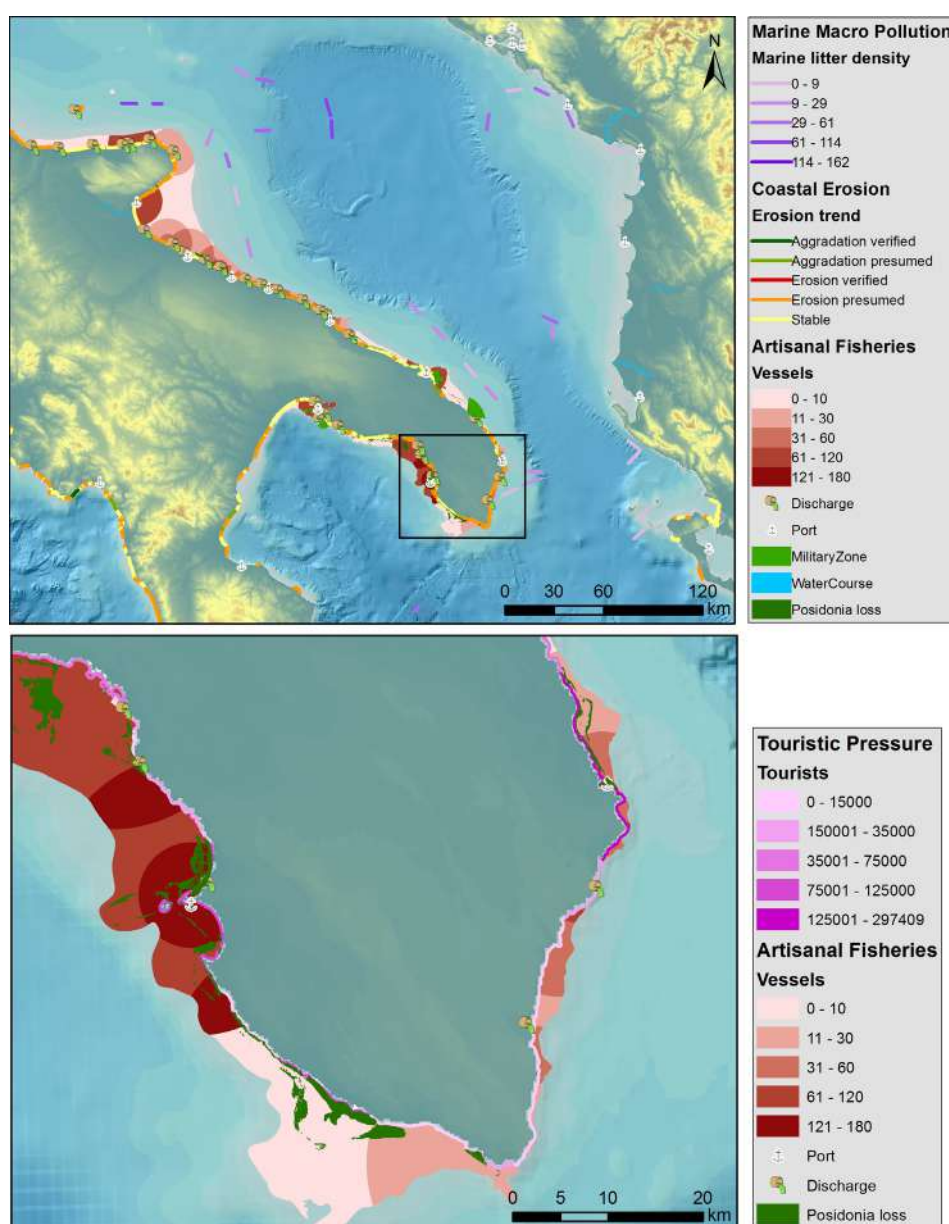 N
0 30 60 120
km
Marine Macro Pollution
Marine litter density
0 - 9
9 - 29
29 - 61
61 - 114
114 - 162
Coastal Erosion
Erosion trend
Aggradation verified
Aggradation presumed
Erosion verified
Erosion presumed
Stable
Artisanal Fisheries
Vessels
0 - 10
11 - 30
31 - 60
61 - 120
121 - 180
Discharge
Port
MilitaryZone
WaterCourse
Posidonia loss
0 5 10 20
km
Touristic Pressure
Tourists
0 - 15000
150001 - 35000
35001 - 75000
75001 - 125000
125001 - 297409
Artisanal Fisheries
Vessels
0 - 10
11 - 30
31 - 60
61 - 120
121 - 180
Port
Discharge
Posidonia loss